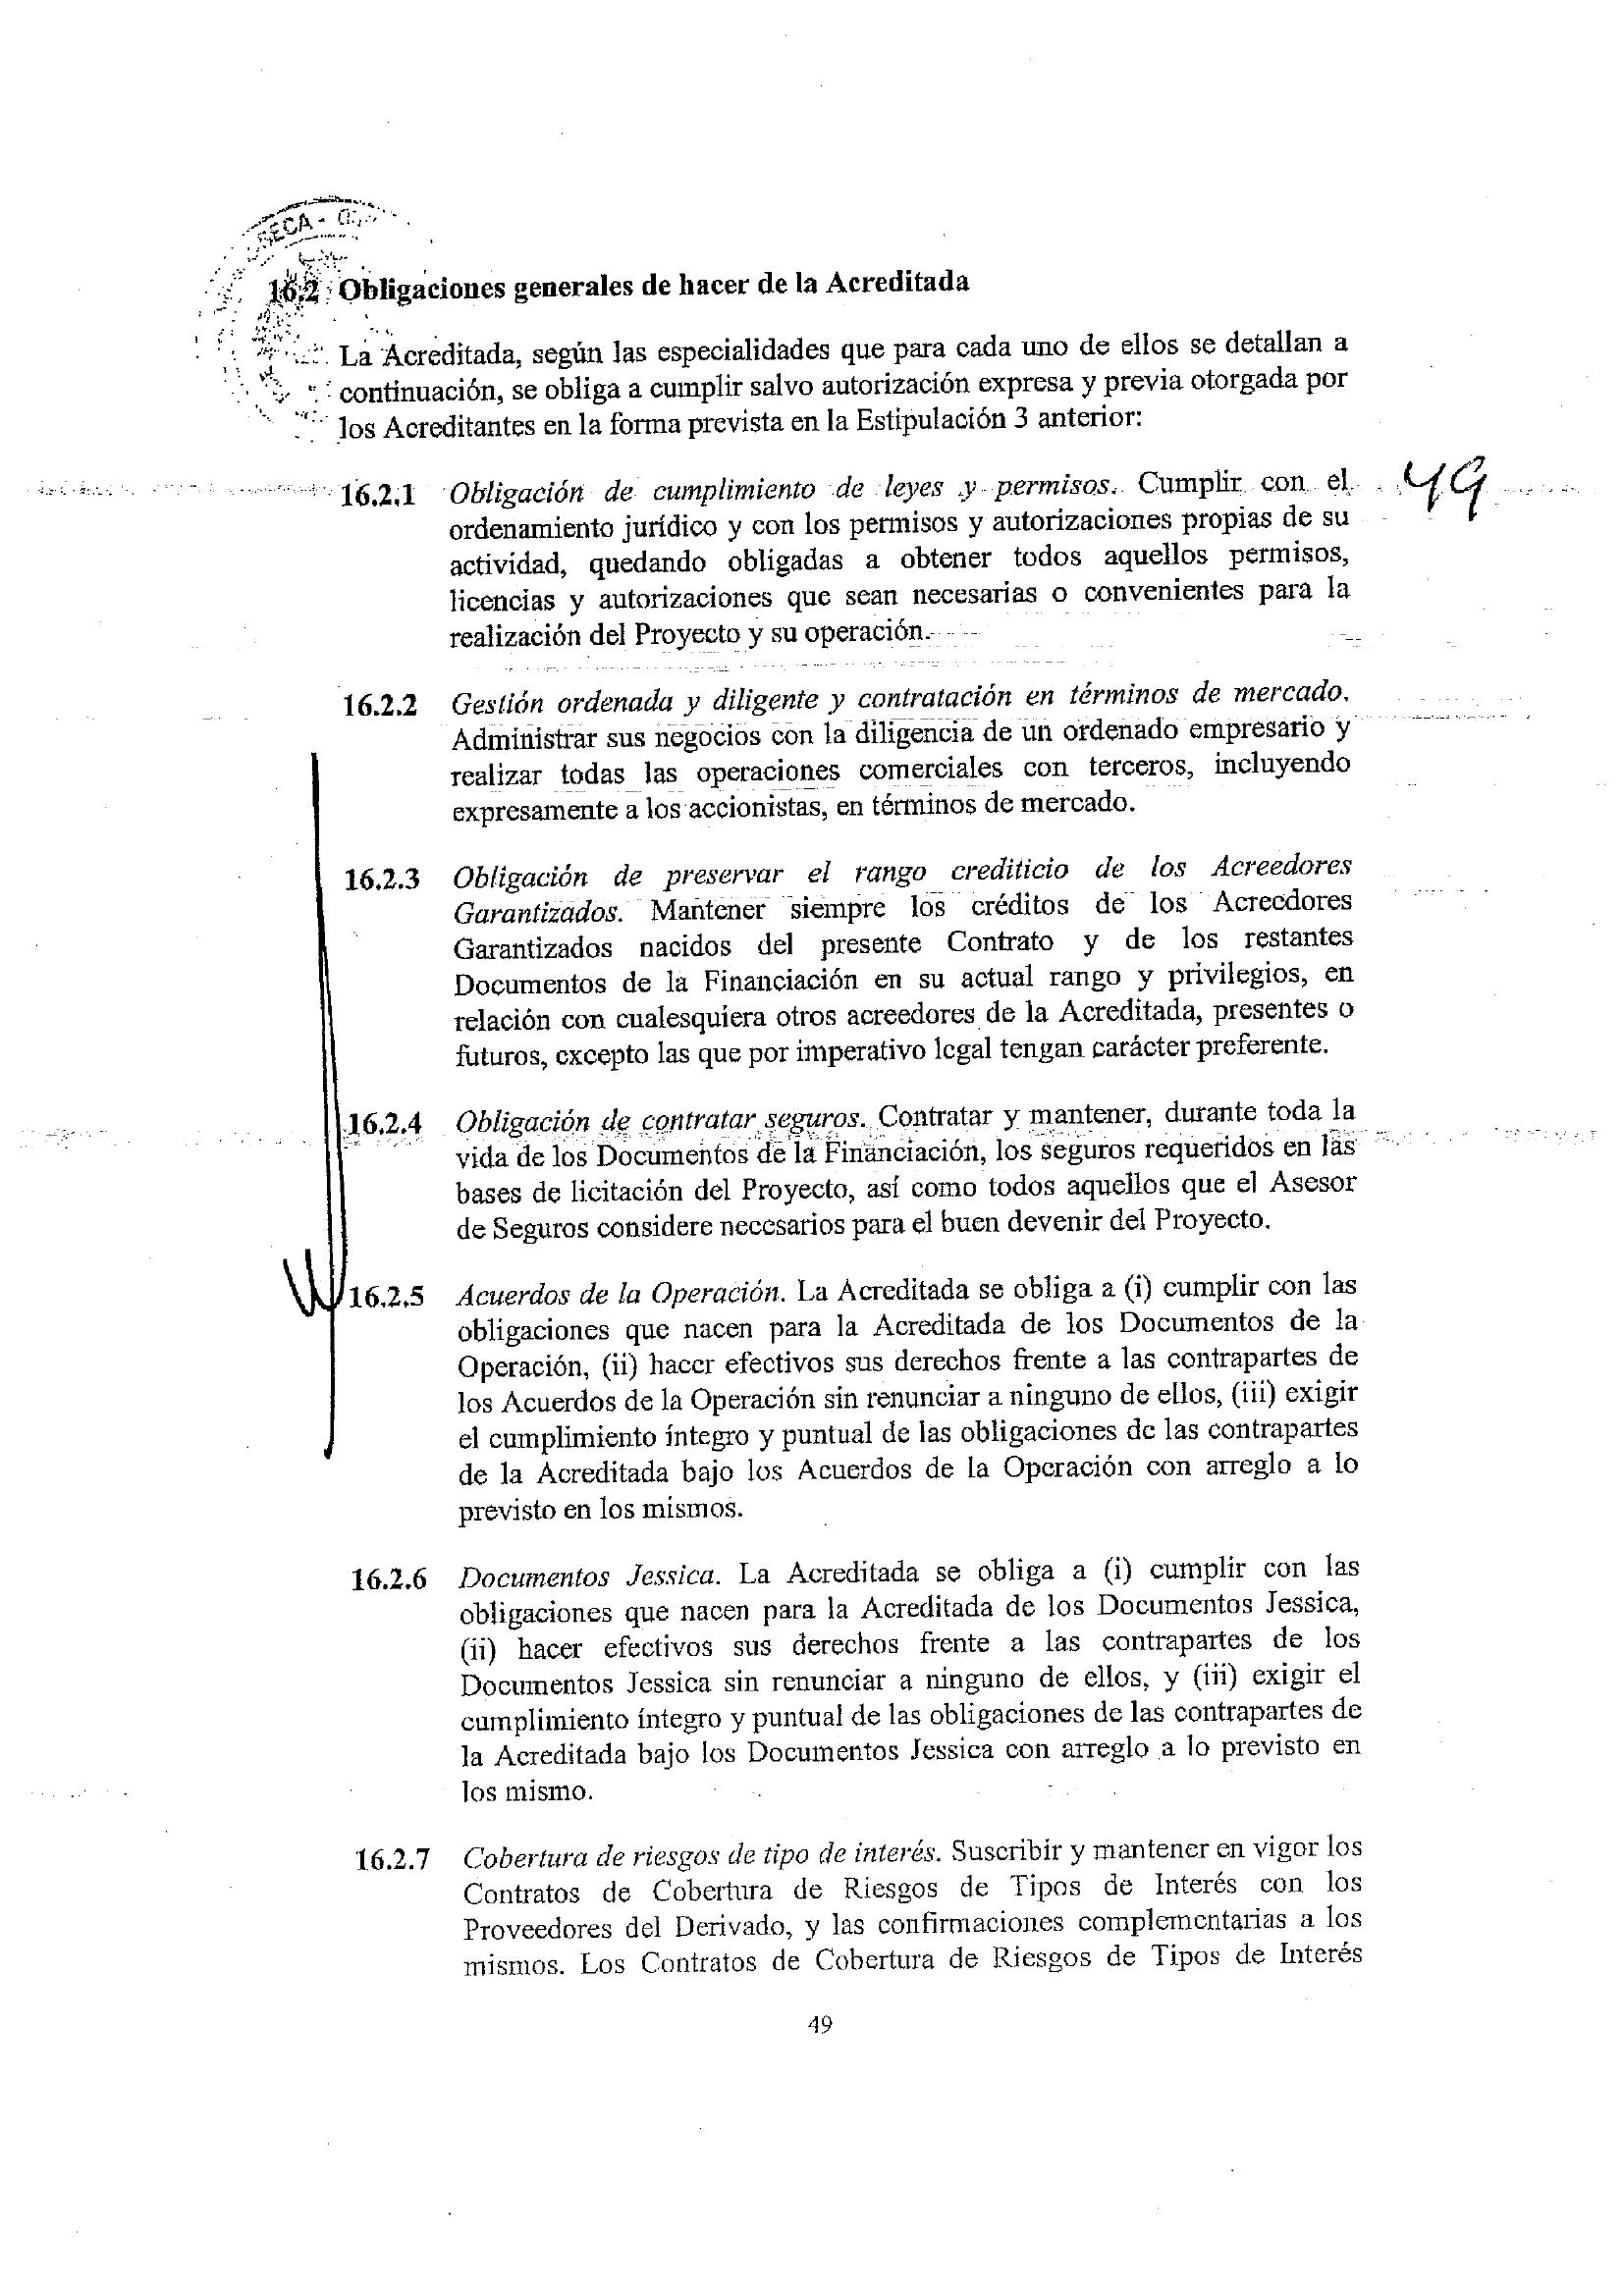 16.2 Obligaciones generales de hacer de la Acreditada
La Acreditada, según las especialidades que para cada uno de ellos se detallan a
continuación, se obliga a cumplir salvo autorización expresa y previa otorgada por
los Acreditantes en la forma prevista en la Estipulación 3 anterior:
16.2.1 Obligación de cumplimiento de leyes y permisos. Cumplir con el
49
ordenamiento jurídico y con los permisos y autorizaciones propias de su
actividad, quedando obligadas a obtener todos aquellos permisos,
licencias y autorizaciones que sean necesarias o convenientes para la
realización del Proyecto y su operación.
16.2.2 Gestión ordenada y diligente y contratación en términos de mercado.
Administrar sus negocios con la diligencia de un ordenado empresario y
realizar todas las operaciones comerciales con terceros, incluyendo
expresamente a los accionistas, en términos de mercado.
16.2.3 Obligación de preservar el rango crediticio de los Acreedores
Garantizados. Mantener siempre los créditos de los Acreedores
Garantizados nacidos del presente Contrato y de los restantes
Documentos de la Financiación en su actual rango y privilegios, en
relación con cualesquiera otros acreedores de la Acreditada, presentes o
futuros, excepto las que por imperativo legal tengan carácter preferente.
16.2.4 Obligación de contratar seguros. Contratar y mantener, durante toda la
vida de los Documentos de la Financiación, los seguros requeridos en las
bases de licitación del Proyecto, así como todos aquellos que el Asesor
de Seguros considere necesarios para el buen devenir del Proyecto.
16.2.5 Acuerdos de la Operación. La Acreditada se obliga a (i) cumplir con las
obligaciones que nacen para la Acreditada de los Documentos de la
Operación, (ii) hacer efectivos sus derechos frente a las contrapartes de
los Acuerdos de la Operación sin renunciar a ninguno de ellos, (iii) exigir
el cumplimiento íntegro y puntual de las obligaciones de las contrapartes
de la Acreditada bajo los Acuerdos de la Operación con arreglo a lo
previsto en los mismos.
16.2.6 Documentos Jessica. La Acreditada se obliga a (i) cumplir con las
obligaciones que nacen para la Acreditada de los Documentos Jessica,
(ii) hacer efectivos sus derechos frente a las contrapartes de los
Documentos Jessica sin renunciar a ninguno de ellos, y (iii) exigir el
cumplimiento íntegro y puntual de las obligaciones de las contrapartes de
la Acreditada bajo los Documentos Jessica con arreglo a lo previsto en
los mismo.
16.2.7 Cobertura de riesgos de tipo de interés. Suscribir y mantener en vigor los
Contratos de Cobertura de Riesgos de Tipos de Interés con los
Proveedores del Derivado, y las confirmaciones complementarias a los
mismos. Los Contratos de Cobertura de Riesgos de Tipos de Interés
49